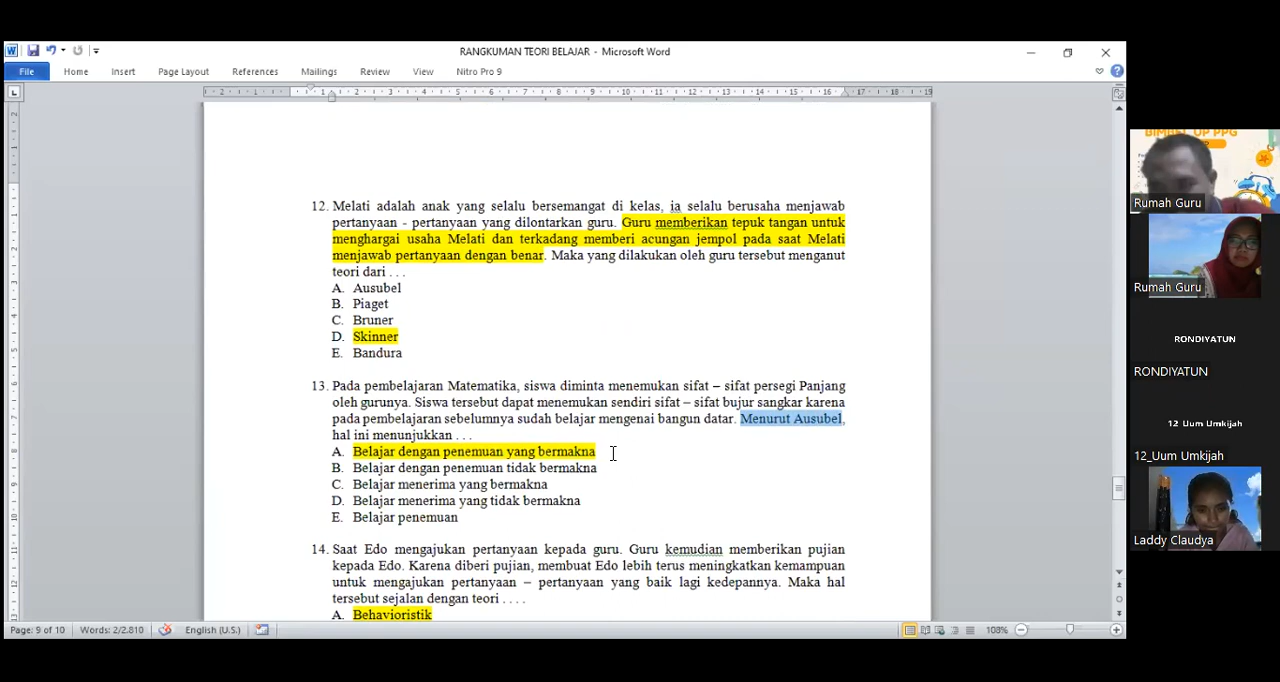 RANGKUMAN TEORI BELAJAR - Microsoft Word
File Home Insert Page Layout References Mailings Review View Nitro Pro 9
12. Melati adalah anak yang selalu bersemangat di kelas, ia selalu berusaha menjawab
pertanyaan - pertanyaan yang dilontarkan guru. Guru memberikan tepuk tangan untuk
menghargai usaha Melati dan terkadang memberi acungan jempol pada saat Melati
menjawab pertanyaan dengan benar. Maka yang dilakukan oleh guru tersebut menganut
teori dari . . .
A. Ausubel
B. Piaget
C. Bruner
D. Skinner
E. Bandura
13. Pada pembelajaran Matematika, siswa diminta menemukan sifat – sifat persegi Panjang
oleh gurunya. Siswa tersebut dapat menemukan sendiri sifat – sifat bujur sangkar karena
pada pembelajaran sebelumnya sudah belajar mengenai bangun datar. Menurut Ausubel,
hal ini menunjukkan . . .
A. Belajar dengan penemuan yang bermakna
B. Belajar dengan penemuan tidak bermakna
C. Belajar menerima yang bermakna
D. Belajar menerima yang tidak bermakna
E. Belajar penemuan
14. Saat Edo mengajukan pertanyaan kepada guru. Guru kemudian memberikan pujian
kepada Edo. Karena diberi pujian, membuat Edo lebih terus meningkatkan kemampuan
untuk mengajukan pertanyaan – pertanyaan yang baik lagi kedepannya. Maka hal
tersebut sejalan dengan teori . . . .
A. Behavioristik
Page: 9 of 10 Words: 2/2.810 English (U.S.) 108%
BIMBEL UP PPG
Rumah Guru
Rumah Guru
RONDIYATUN
RONDIYATUN
12 Uum Umkijah
12_Uum Umkijah
Laddy Claudya